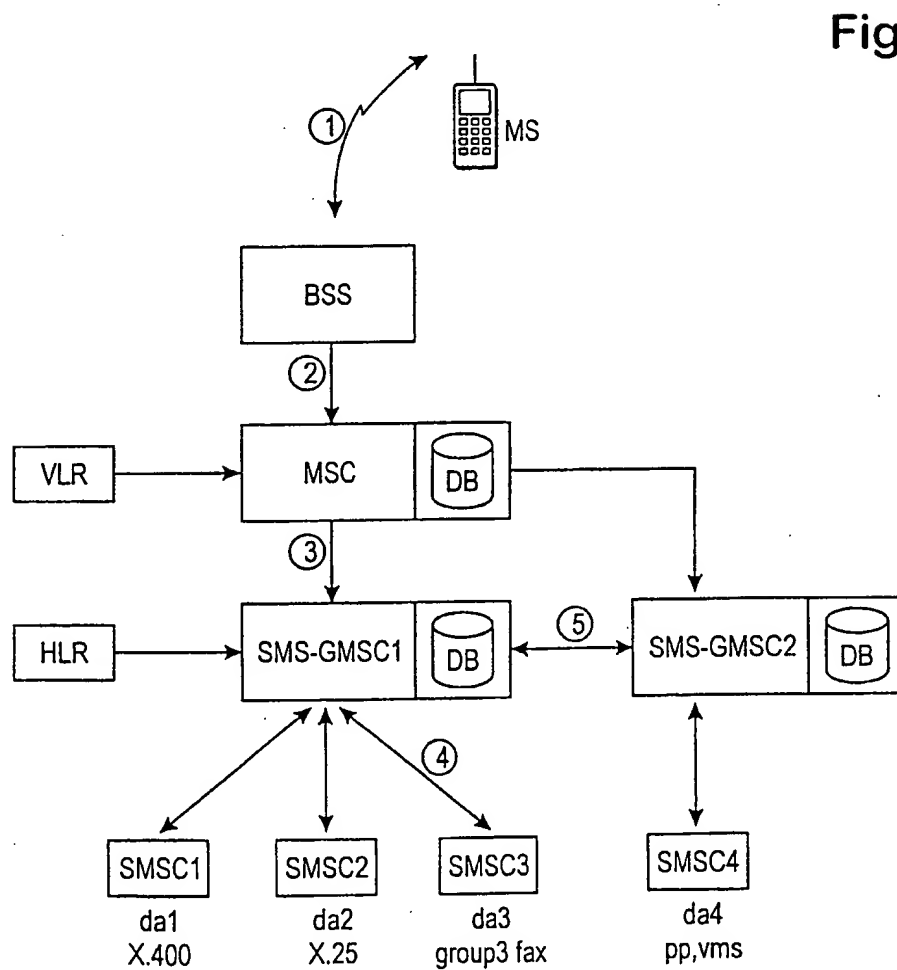 Fig
1
MS
BSS
2
VLR
MSC
DB
3
HLR
SMS-GMSC1
DB
5
SMS-GMSC2
DB
4
SMSC1
SMSC2
SMSC3
SMSC4
da1
da2
da3
da4
X.400
X.25
group3 fax
pp,vms